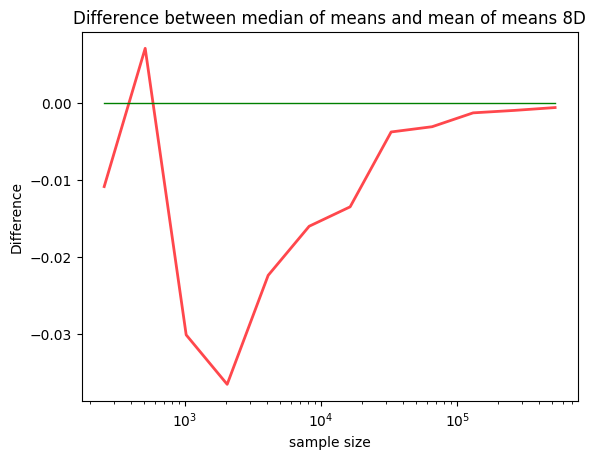 Difference between median of means and mean of means 8D
0.00
−0.01
−0.02
−0.03
Difference
10³
10⁴
10⁵
sample size